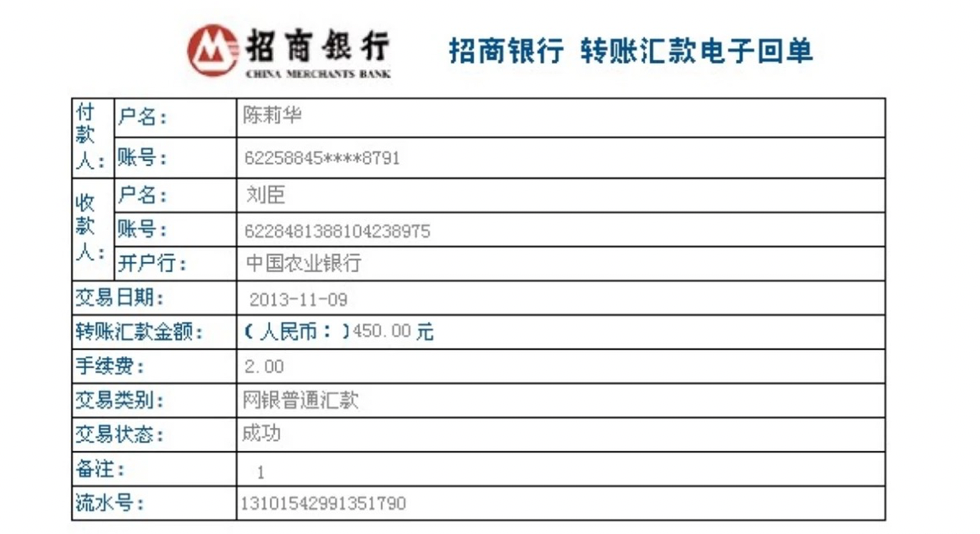 招商银行
CHINA MERCHANTS BANK
招商银行 转账汇款电子回单
付款人：
户名： 陈莉华
账号： 62258845****8791
收款人：
户名： 刘臣
账号： 6228481388104238975
开户行： 中国农业银行
交易日期： 2013-11-09
转账汇款金额： （人民币：）450.00 元
手续费： 2.00
交易类别： 网银普通汇款
交易状态： 成功
备注： 1
流水号： 13101542991351790